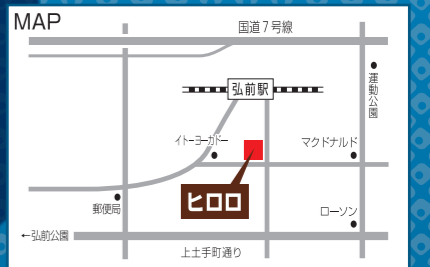 MAP
国道7号線
運動公園
弘前駅
イトーヨーカドー
マクドナルド
ヒロロ
郵便局
ローソン
←弘前公園
上土手町通り